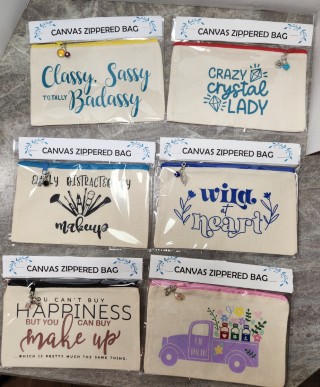 CANVAS ZIPPERED BAG
Classy, Sassy
TOTALLY Badassy
CANVAS ZIPPERED BAG
CRAZY
crystal
LADY
CANVAS ZIPPERED BAG
EASILY DISTRACTED BY
makeup
CANVAS ZIPPERED BAG
wild
at
heart
CANVAS ZIPPERED BAG
YOU CAN'T BUY
HAPPINESS
BUT YOU CAN BUY
make up
WHICH IS PRETTY MUCH THE SAME THING.
CANVAS ZIPPERED BAG